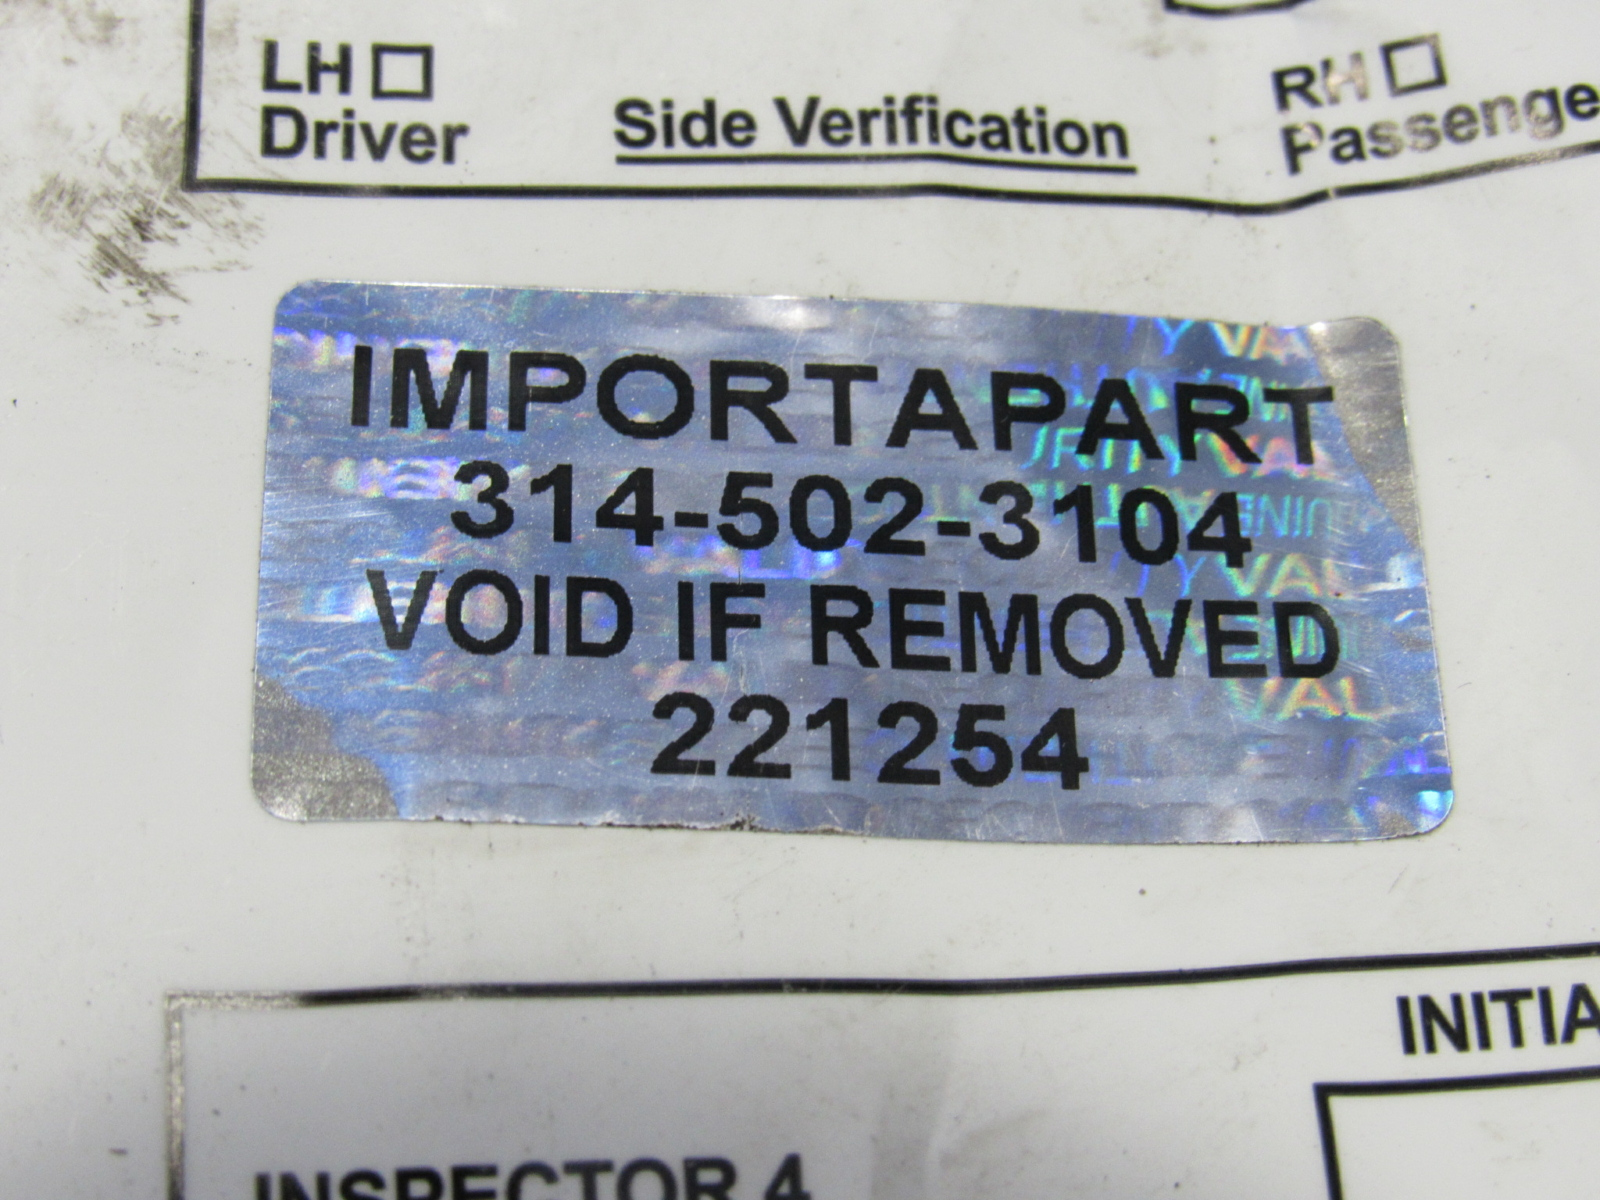 LH
Driver
Side Verification
RH
Passenge
IMPORTAPART
314-502-3104
VOID IF REMOVED
221254
INITIA
INSPECTOR 4